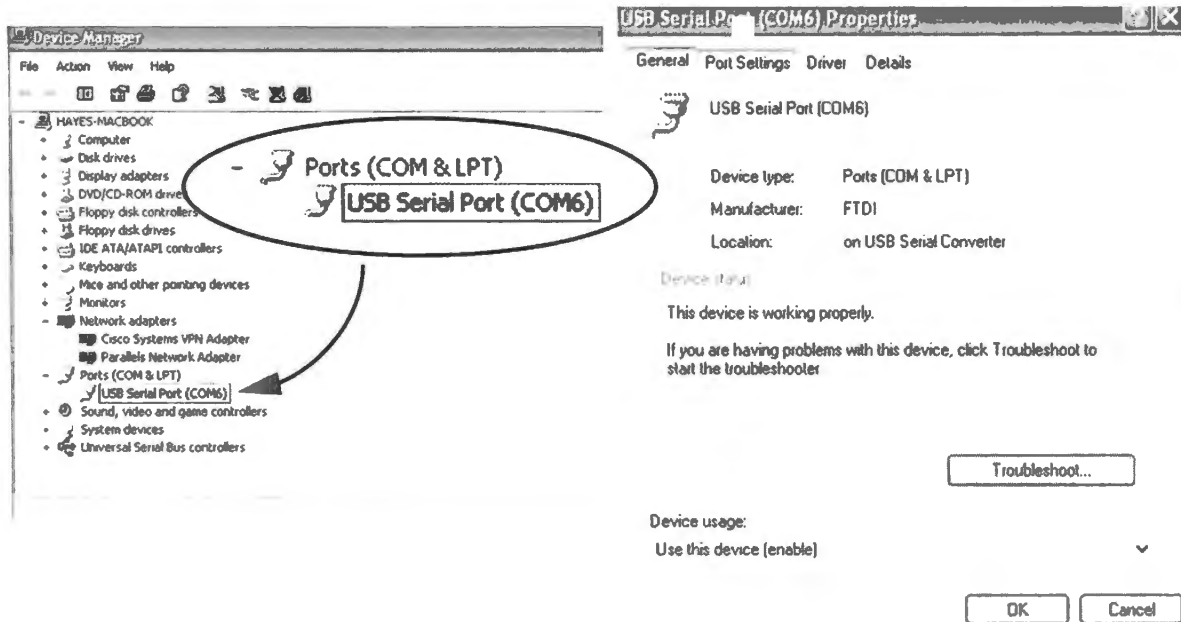 Device Manager
File Action View Help
HAYES-MACBOOK
Computer
Disk drives
Display adapters
DVD/CD-ROM drive
Floppy disk controllers
Floppy disk drives
IDE ATA/ATAPI controllers
Keyboards
Mice and other pointing devices
Monitors
Network adapters
Cisco Systems VPN Adapter
Parallels Network Adapter
Ports (COM & LPT)
USB Serial Port (COM6)
Sound, video and game controllers
System devices
Universal Serial Bus controllers
Ports (COM & LPT)
USB Serial Port (COM6)
USB Serial Port (COM6) Properties
General Port Settings Driver Details
USB Serial Port (COM6)
Device type: Ports (COM & LPT)
Manufacturer: FTDI
Location: on USB Serial Converter
Device status
This device is working properly.
If you are having problems with this device, click Troubleshoot to
start the troubleshooter
Troubleshoot...
Device usage:
Use this device (enable)
OK Cancel